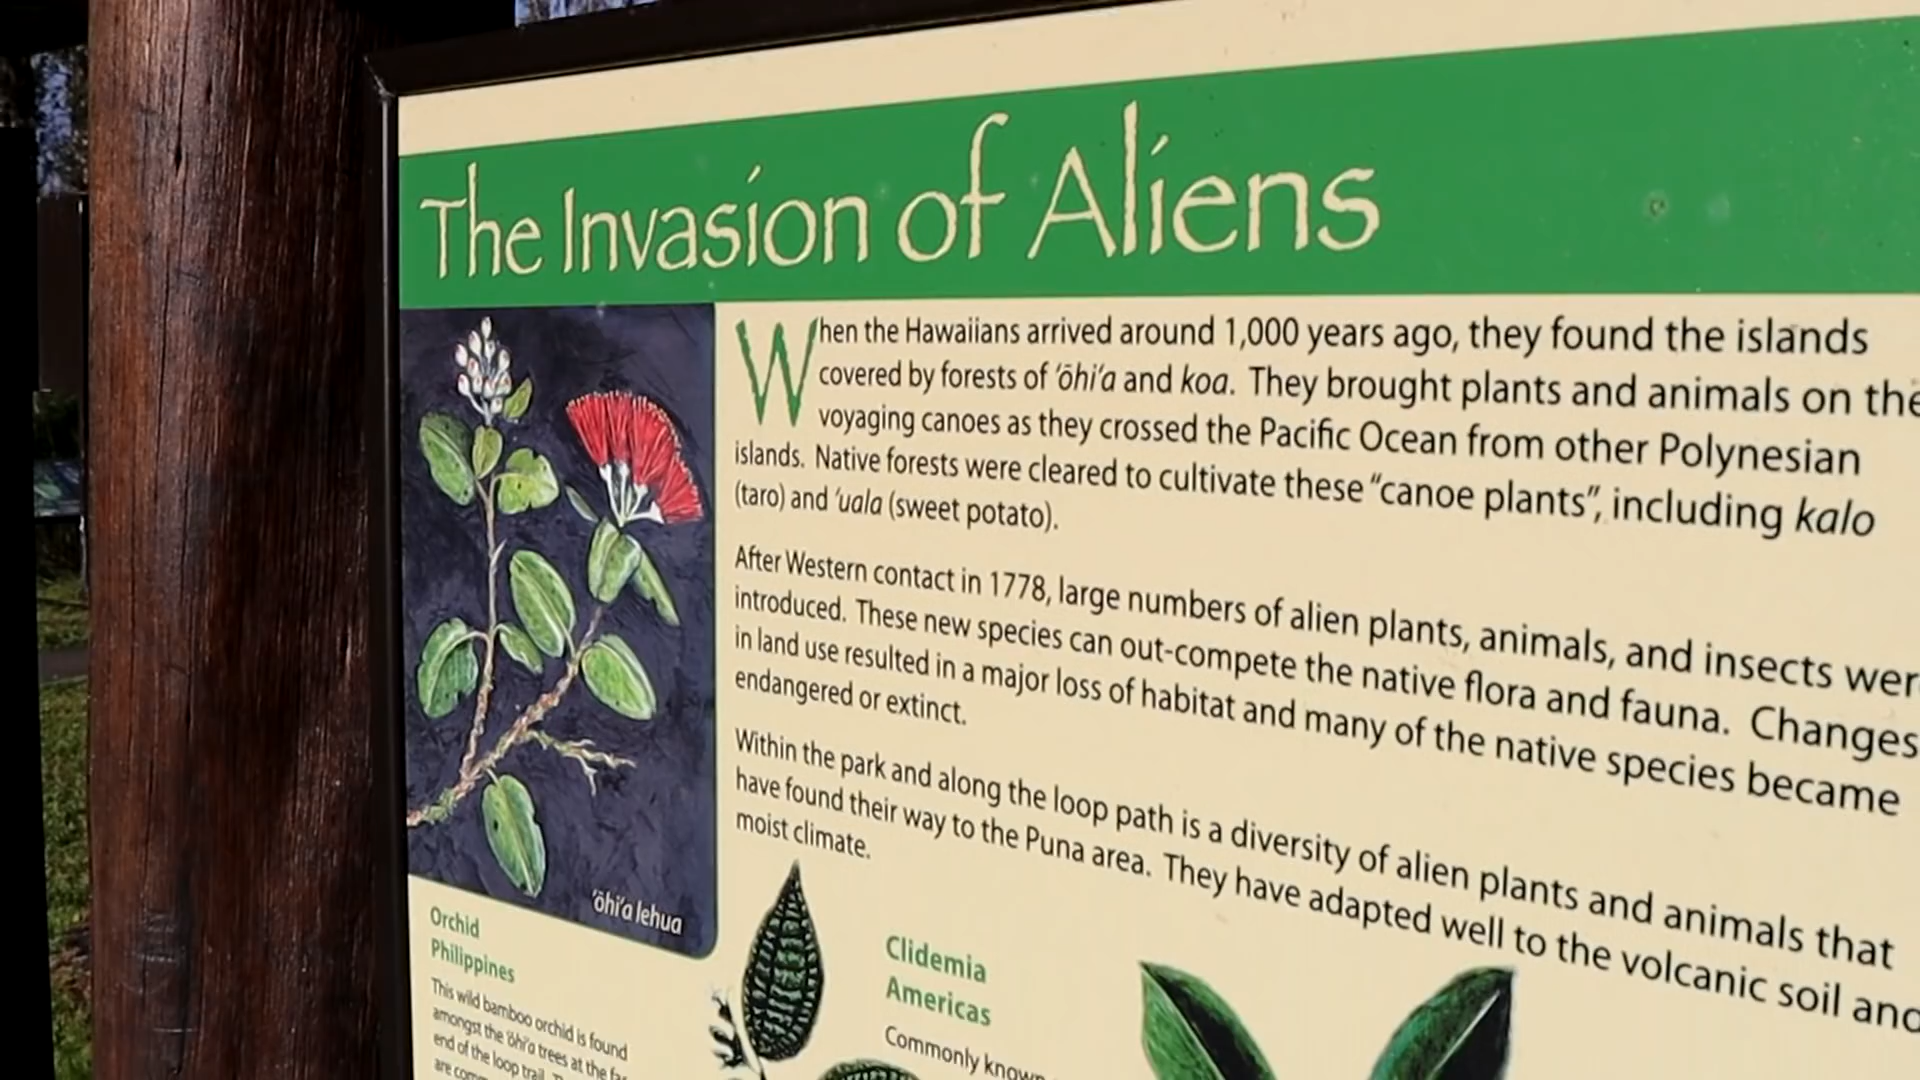 The Invasion of Aliens
When the Hawaiians arrived around 1,000 years ago, they found the islands
covered by forests of 'ōhi'a and koa. They brought plants and animals on the
voyaging canoes as they crossed the Pacific Ocean from other Polynesian
islands. Native forests were cleared to cultivate these "canoe plants", including kalo
(taro) and 'uala (sweet potato).
After Western contact in 1778, large numbers of alien plants, animals, and insects wer
introduced. These new species can out-compete the native flora and fauna. Changes
in land use resulted in a major loss of habitat and many of the native species became
endangered or extinct.
Within the park and along the loop path is a diversity of alien plants and animals that
have found their way to the Puna area. They have adapted well to the volcanic soil and
moist climate.
'ōhi'a lehua
Orchid
Philippines
This wild bamboo orchid is found
amongst the 'ōhi'a trees at the far
end of the loop trail.
are com
Clidemia
Americas
Commonly known